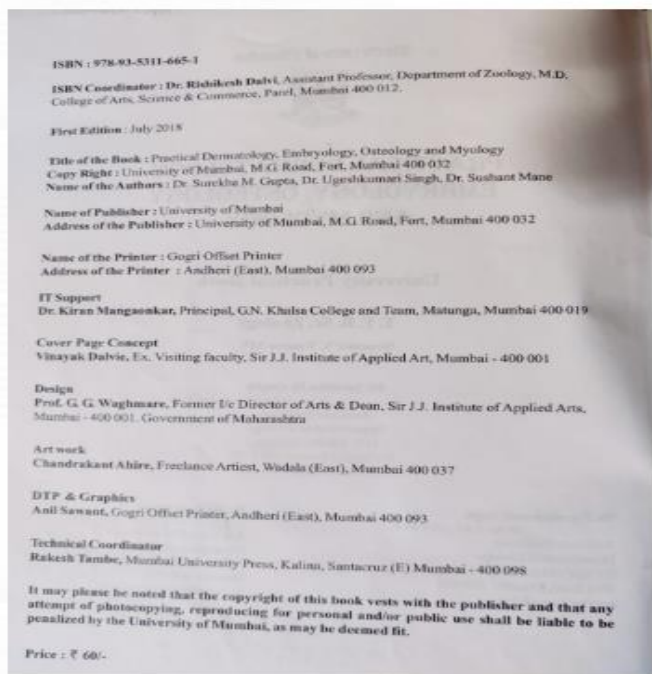 ISBN : 978-93-5311-665-1
ISBN Coordinator : Dr. Rishikesh Dalvi, Assistant Professor, Department of Zoology, M.D.
College of Arts, Science & Commerce, Parel, Mumbai 400 012.
First Edition : July 2018
Title of the Book : Practical Dermatology, Embryology, Osteology and Myology
Copy Right : University of Mumbai, M.G. Road, Fort, Mumbai 400 032
Name of the Authors : Dr. Surekha M. Gupta, Dr. Ugeshkumari Singh, Dr. Sushant Mane
Name of Publisher : University of Mumbai
Address of the Publisher : University of Mumbai, M.G. Road, Fort, Mumbai 400 032
Name of the Printer : Gogri Offset Printer
Address of the Printer : Andheri (East), Mumbai 400 093
IT Support
Dr. Kiran Mangaonkar, Principal, G.N. Khalsa College and Team, Matunga, Mumbai 400 019
Cover Page Concept
Vinayak Dalvie, Ex. Visiting faculty, Sir J.J. Institute of Applied Art, Mumbai - 400 001
Design
Prof. G. G. Waghmare, Former I/c Director of Arts & Dean, Sir J.J. Institute of Applied Arts,
Mumbai - 400 001. Government of Maharashtra
Art work
Chandrakant Ahire, Freelance Artiest, Wadala (East), Mumbai 400 037
DTP & Graphics
Anil Sawant, Gogri Offset Printer, Andheri (East), Mumbai 400 093
Technical Coordinator
Rakesh Tambe, Mumbai University Press, Kalina, Santacruz (E) Mumbai - 400 098
It may please be noted that the copyright of this book vests with the publisher and that any
attempt of photocopying, reproducing for personal and/or public use shall be liable to be
penalized by the University of Mumbai, as may be deemed fit.
Price : ₹ 60/-